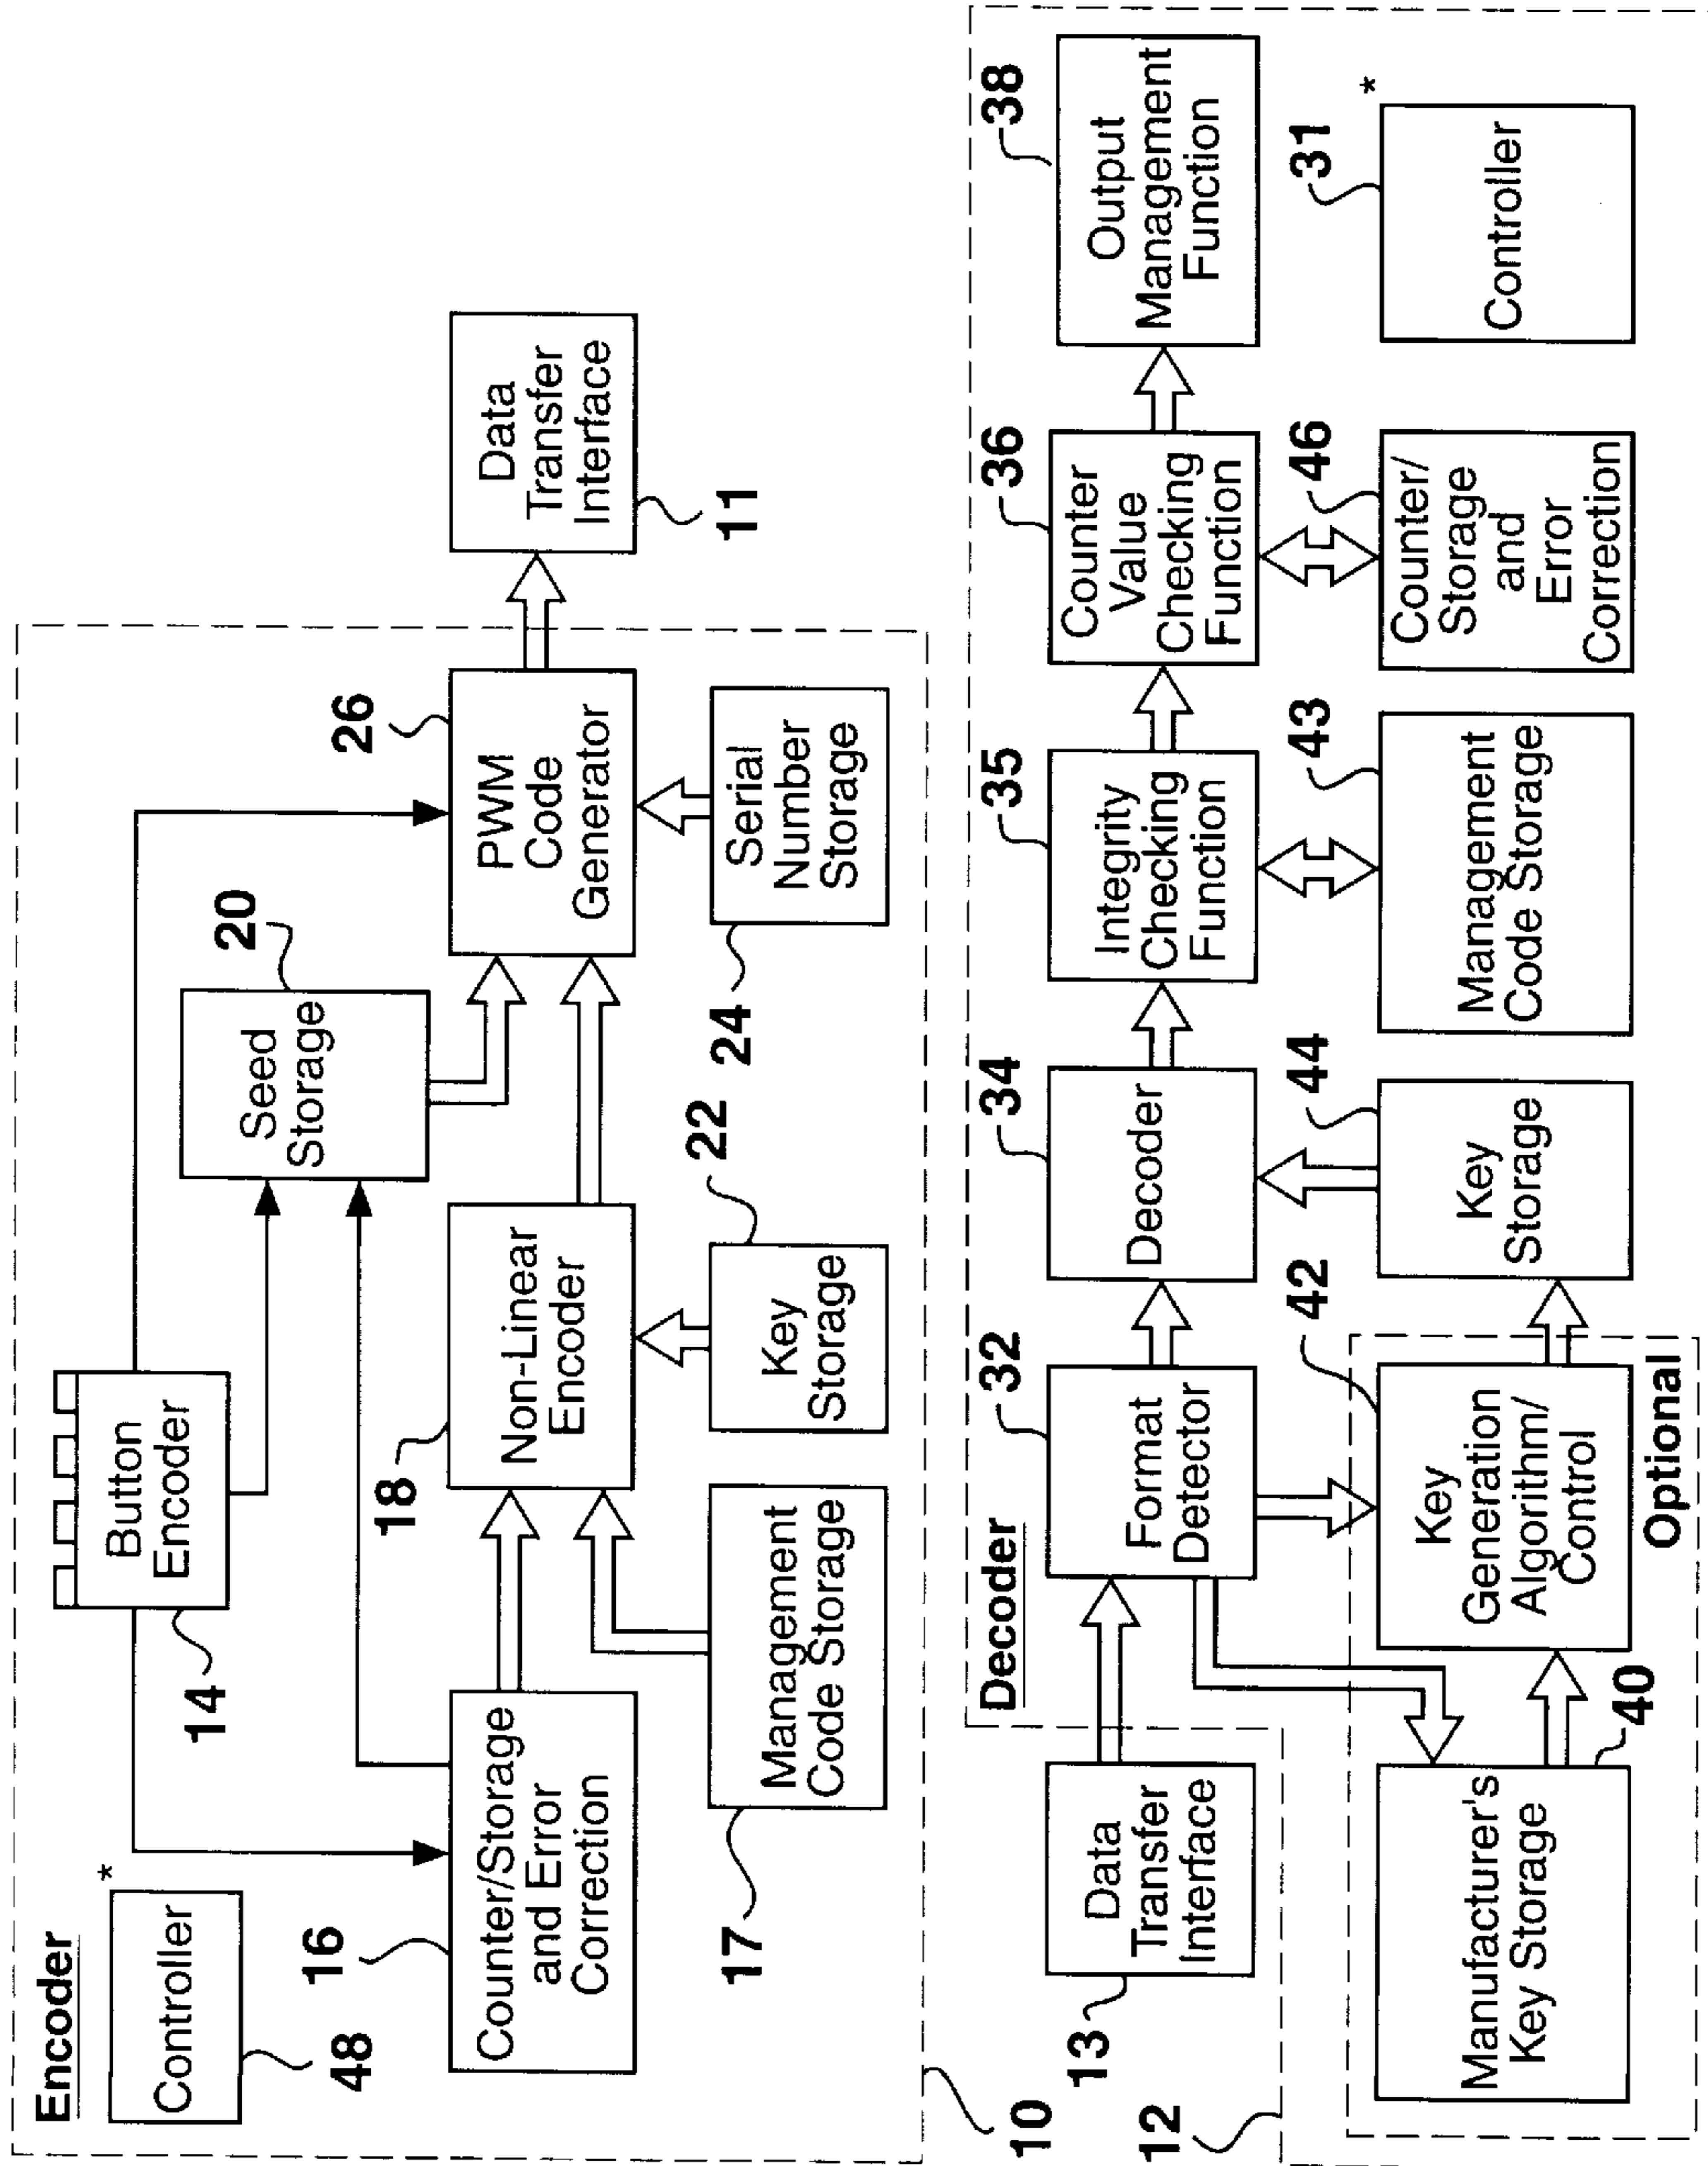 Encoder
Controller
*
48
Button
Encoder
14
Seed
Storage
20
Counter/Storage
and Error
Correction
16
Non-Linear
Encoder
18
PWM
Code
Generator
26
Data
Transfer
Interface
11
Management
Code Storage
17
Key
Storage
22
Serial
Number
Storage
24
10
12
Decoder
Data
Transfer
Interface
13
Format
Detector
32
Decoder
34
Integrity
Checking
Function
35
Counter
Value
Checking
Function
36
Output
Management
Function
38
Manufacturer's
Key Storage
40
Key
Generation
Algorithm/
Control
42
Optional
Key
Storage
44
Management
Code Storage
43
Counter/
Storage
and
Error
Correction
46
Controller
*
31